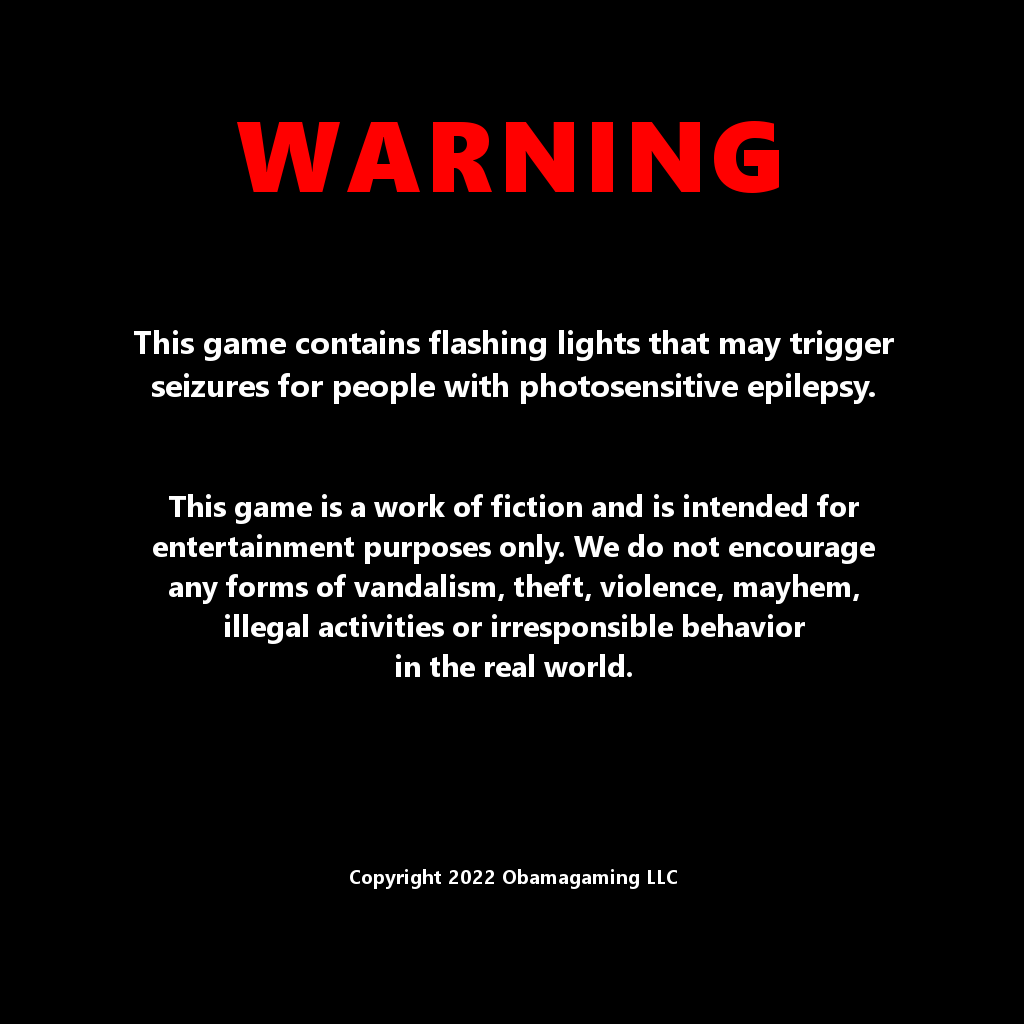 WARNING
This game contains flashing lights that may trigger
seizures for people with photosensitive epilepsy.
This game is a work of fiction and is intended for
entertainment purposes only. We do not encourage
any forms of vandalism, theft, violence, mayhem,
illegal activities or irresponsible behavior
in the real world.
Copyright 2022 Obamagaming LLC